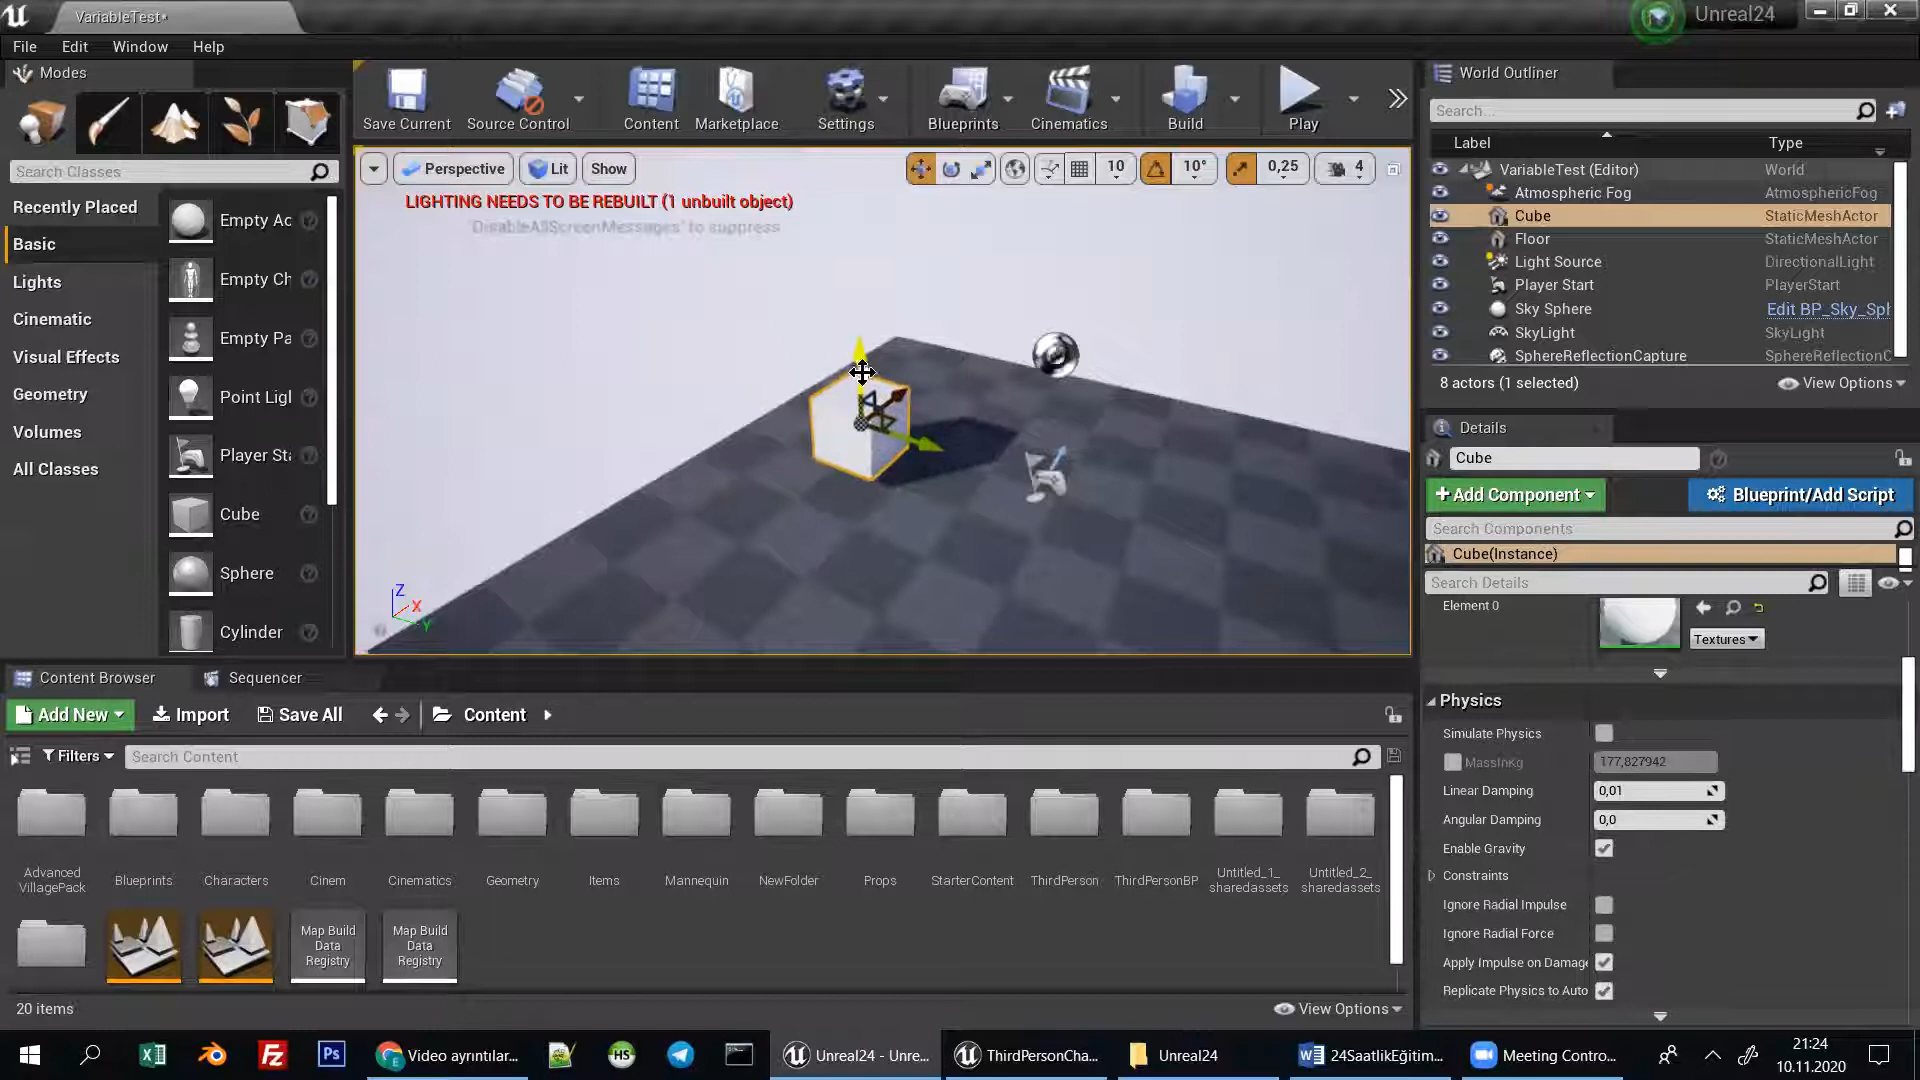 VariableTest*
Unreal24
File Edit Window Help
Modes
Save Current
Source Control
Content
Marketplace
Settings
Blueprints
Cinematics
Build
Play
Search Classes
Recently Placed
Basic
Lights
Cinematic
Visual Effects
Geometry
Volumes
All Classes
Empty Ac
Empty Ch
Empty Pa
Point Ligl
Player Sta
Cube
Sphere
Cylinder
Perspective Lit Show
10 10° 0,25 4
LIGHTING NEEDS TO BE REBUILT (1 unbuilt object)
'DisableAllScreenMessages' to suppress
Z
X
Y
World Outliner
Search...
Label Type
VariableTest (Editor) World
Atmospheric Fog AtmosphericFog
Cube StaticMeshActor
Floor StaticMeshActor
Light Source DirectionalLight
Player Start PlayerStart
Sky Sphere Edit BP_Sky_Sph
SkyLight SkyLight
SphereReflectionCapture SphereReflectionC
8 actors (1 selected) View Options
Details
Cube
+Add Component Blueprint/Add Script
Search Components
Cube(Instance)
Search Details
Element 0
Textures
Physics
Simulate Physics
MassInKg 177,827942
Linear Damping 0,01
Angular Damping 0,0
Enable Gravity
Constraints
Ignore Radial Impulse
Ignore Radial Force
Apply Impulse on Damage
Replicate Physics to Auto
Content Browser Sequencer
Add New Import Save All Content
Filters Search Content
Advanced
VillagePack
Blueprints
Characters
Cinem
Cinematics
Geometry
Items
Mannequin
NewFolder
Props
StarterContent
ThirdPerson
ThirdPersonBP
Untitled_1_
sharedassets
Untitled_2_
sharedassets
Map Build
Data
Registry
Map Build
Data
Registry
20 items View Options
Ps
Video ayrıntılar...
HS
Unreal24 - Unre...
ThirdPersonCha...
Unreal24
24SaatlikEğitim...
Meeting Contro...
21:24
10.11.2020